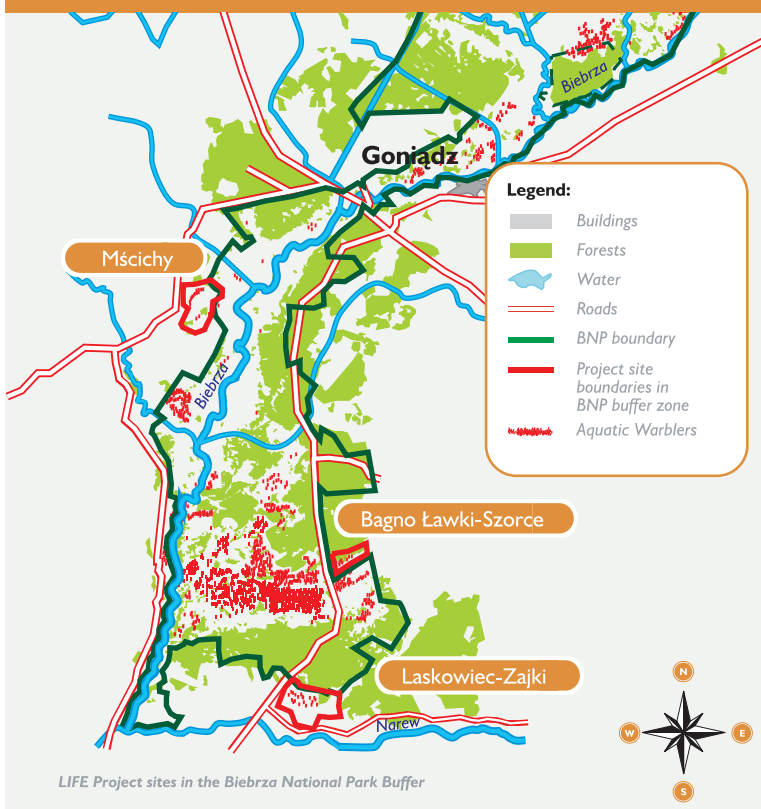 Biebrza
Goniądz
Legend:
Buildings
Forests
Mścichy
Water
Roads
BNP boundary
Project site
boundaries in
BNP buffer zone
Biebrza
Aquatic Warblers
Bagno Ławki-Szorce
Laskowiec-Zajki
N
Narew
W
E
S
LIFE Project sites in the Biebrza National Park Buffer